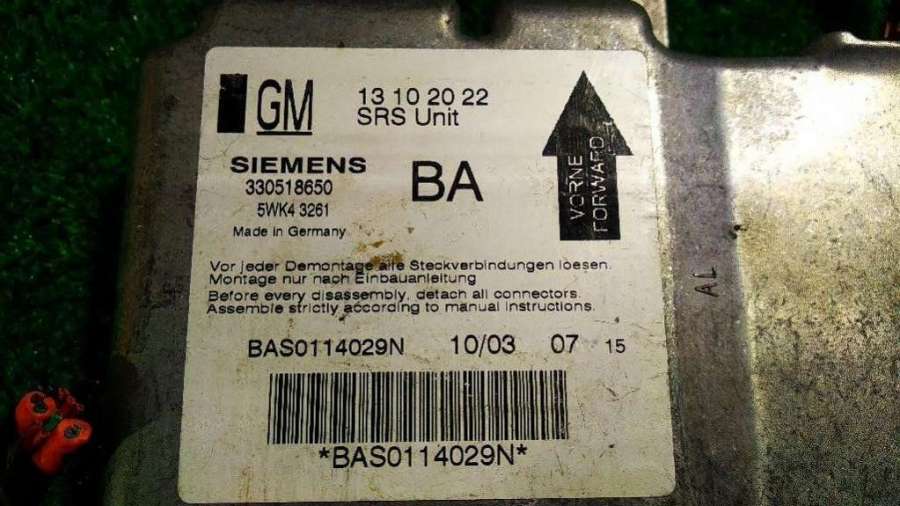 GM 13 10 20 22
SRS Unit
SIEMENS
330518650
BA
5WK4 3261
Made in Germany
VORNE
FORWARD
Vor jeder Demontage alle Steckverbindungen loesen.
Montage nur nach Einbauanleitung
Before every disassembly, detach all connectors.
Assemble strictly according to manual instructions.
BAS0114029N 10/03 07 15
*BAS0114029N*
AL